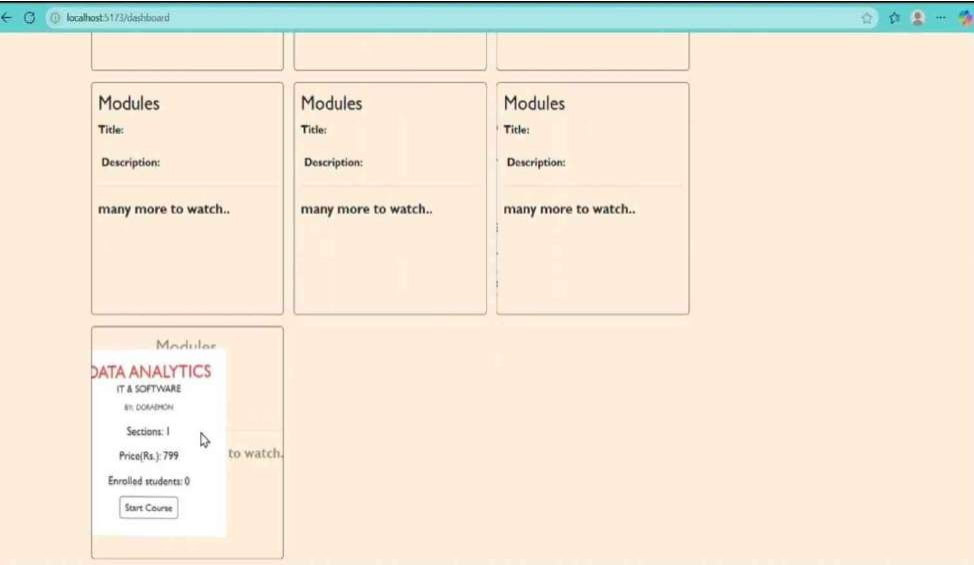 localhost:5173/dashboard
Modules
Title:
Description:
many more to watch..
Modules
Title:
Description:
many more to watch..
Modules
Title:
Description:
many more to watch..
Modules
DATA ANALYTICS
IT & SOFTWARE
BY: DORAEMON
Sections: 1
Price(Rs.): 799
to watch.
Enrolled students: 0
Start Course